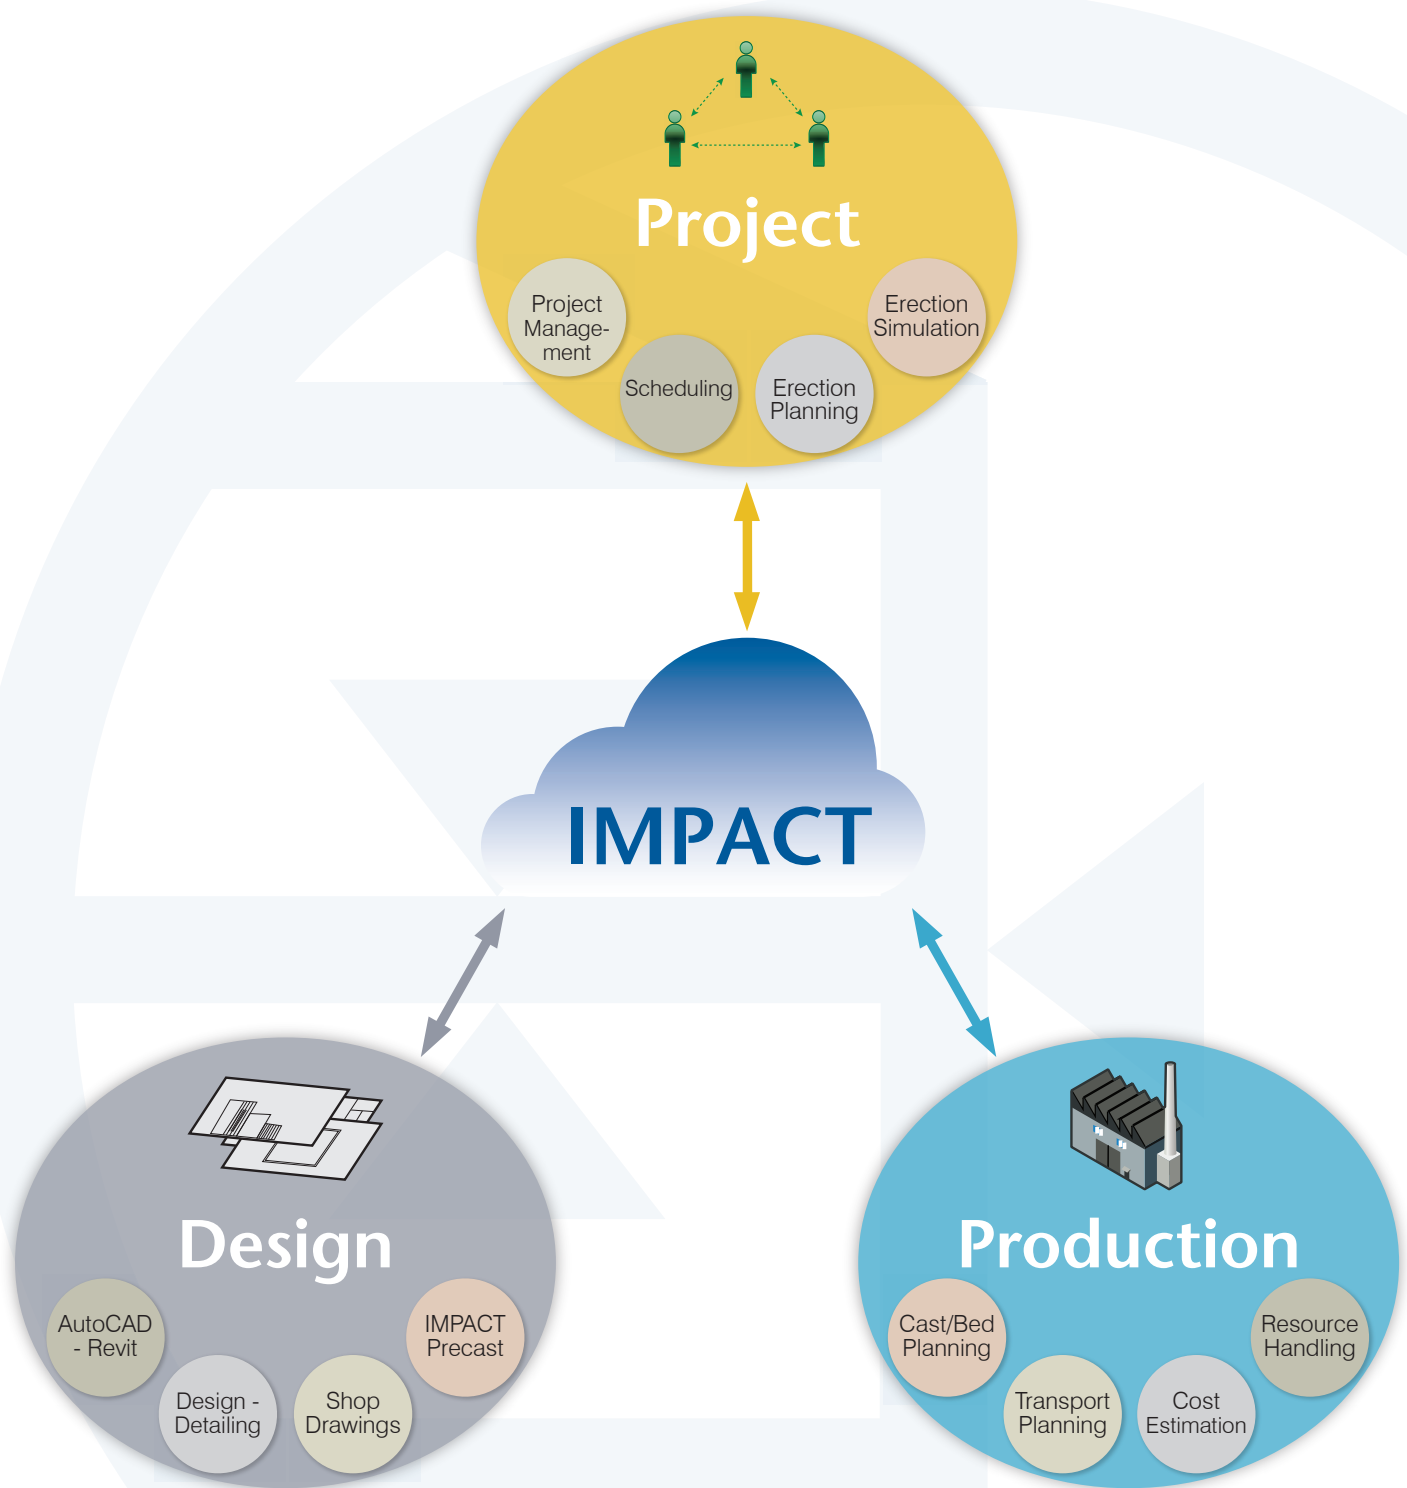 Project
Project
Manage-
ment
Scheduling
Erection
Planning
Erection
Simulation
IMPACT
Design
AutoCAD
- Revit
Design -
Detailing
Shop
Drawings
IMPACT
Precast
Production
Cast/Bed
Planning
Transport
Planning
Cost
Estimation
Resource
Handling